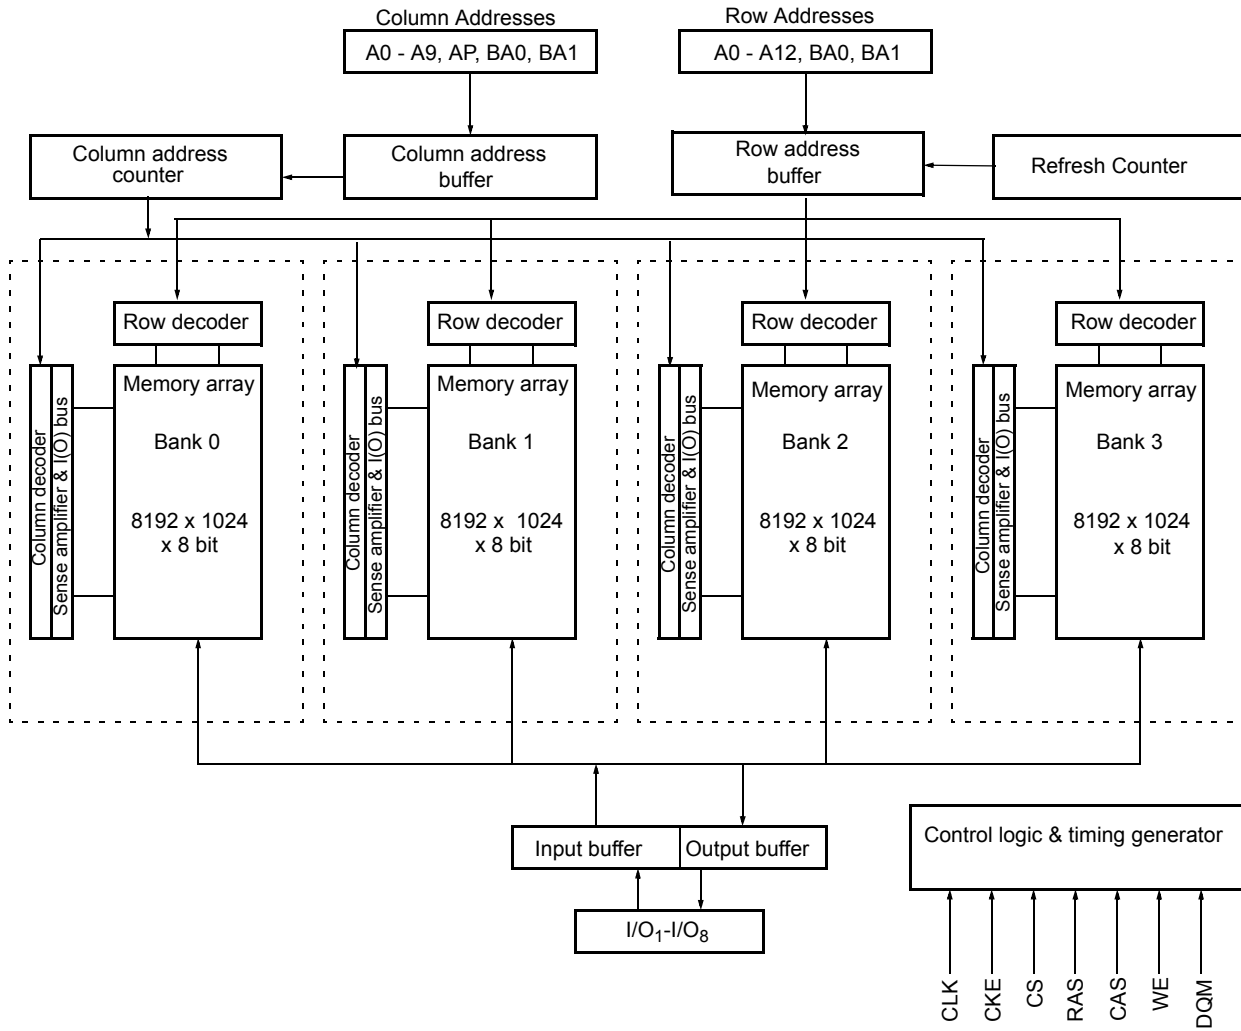 Column Addresses
A0 - A9, AP, BA0, BA1
Row Addresses
A0 - A12, BA0, BA1
Column address
counter
Column address
buffer
Row address
buffer
Refresh Counter
Row decoder
Row decoder
Row decoder
Row decoder
Column decoder
Sense amplifier & I(O) bus
Memory array
Bank 0
8192 x 1024
x 8 bit
Column decoder
Sense amplifier & I(O) bus
Memory array
Bank 1
8192 x 1024
x 8 bit
Column decoder
Sense amplifier & I(O) bus
Memory array
Bank 2
8192 x 1024
x 8 bit
Column decoder
Sense amplifier & I(O) bus
Memory array
Bank 3
8192 x 1024
x 8 bit
Input buffer
Output buffer
I/O₁-I/O₈
Control logic & timing generator
CLK
CKE
CS
RAS
CAS
WE
DQM